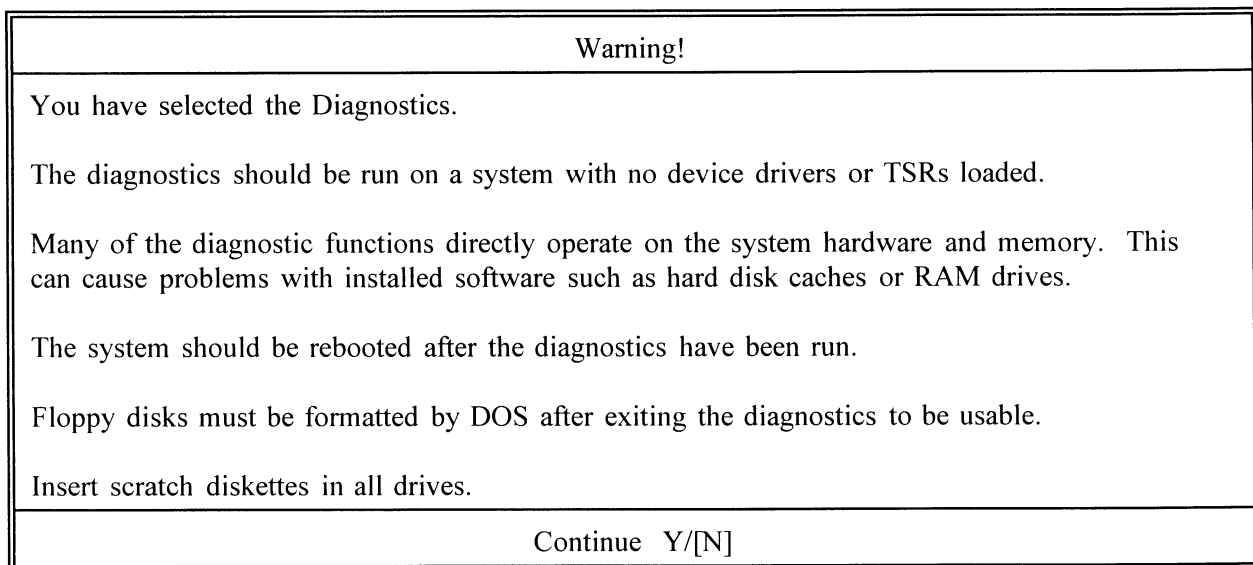 Warning!
You have selected the Diagnostics.
The diagnostics should be run on a system with no device drivers or TSRs loaded.
Many of the diagnostic functions directly operate on the system hardware and memory. This
can cause problems with installed software such as hard disk caches or RAM drives.
The system should be rebooted after the diagnostics have been run.
Floppy disks must be formatted by DOS after exiting the diagnostics to be usable.
Insert scratch diskettes in all drives.
Continue Y/[N]